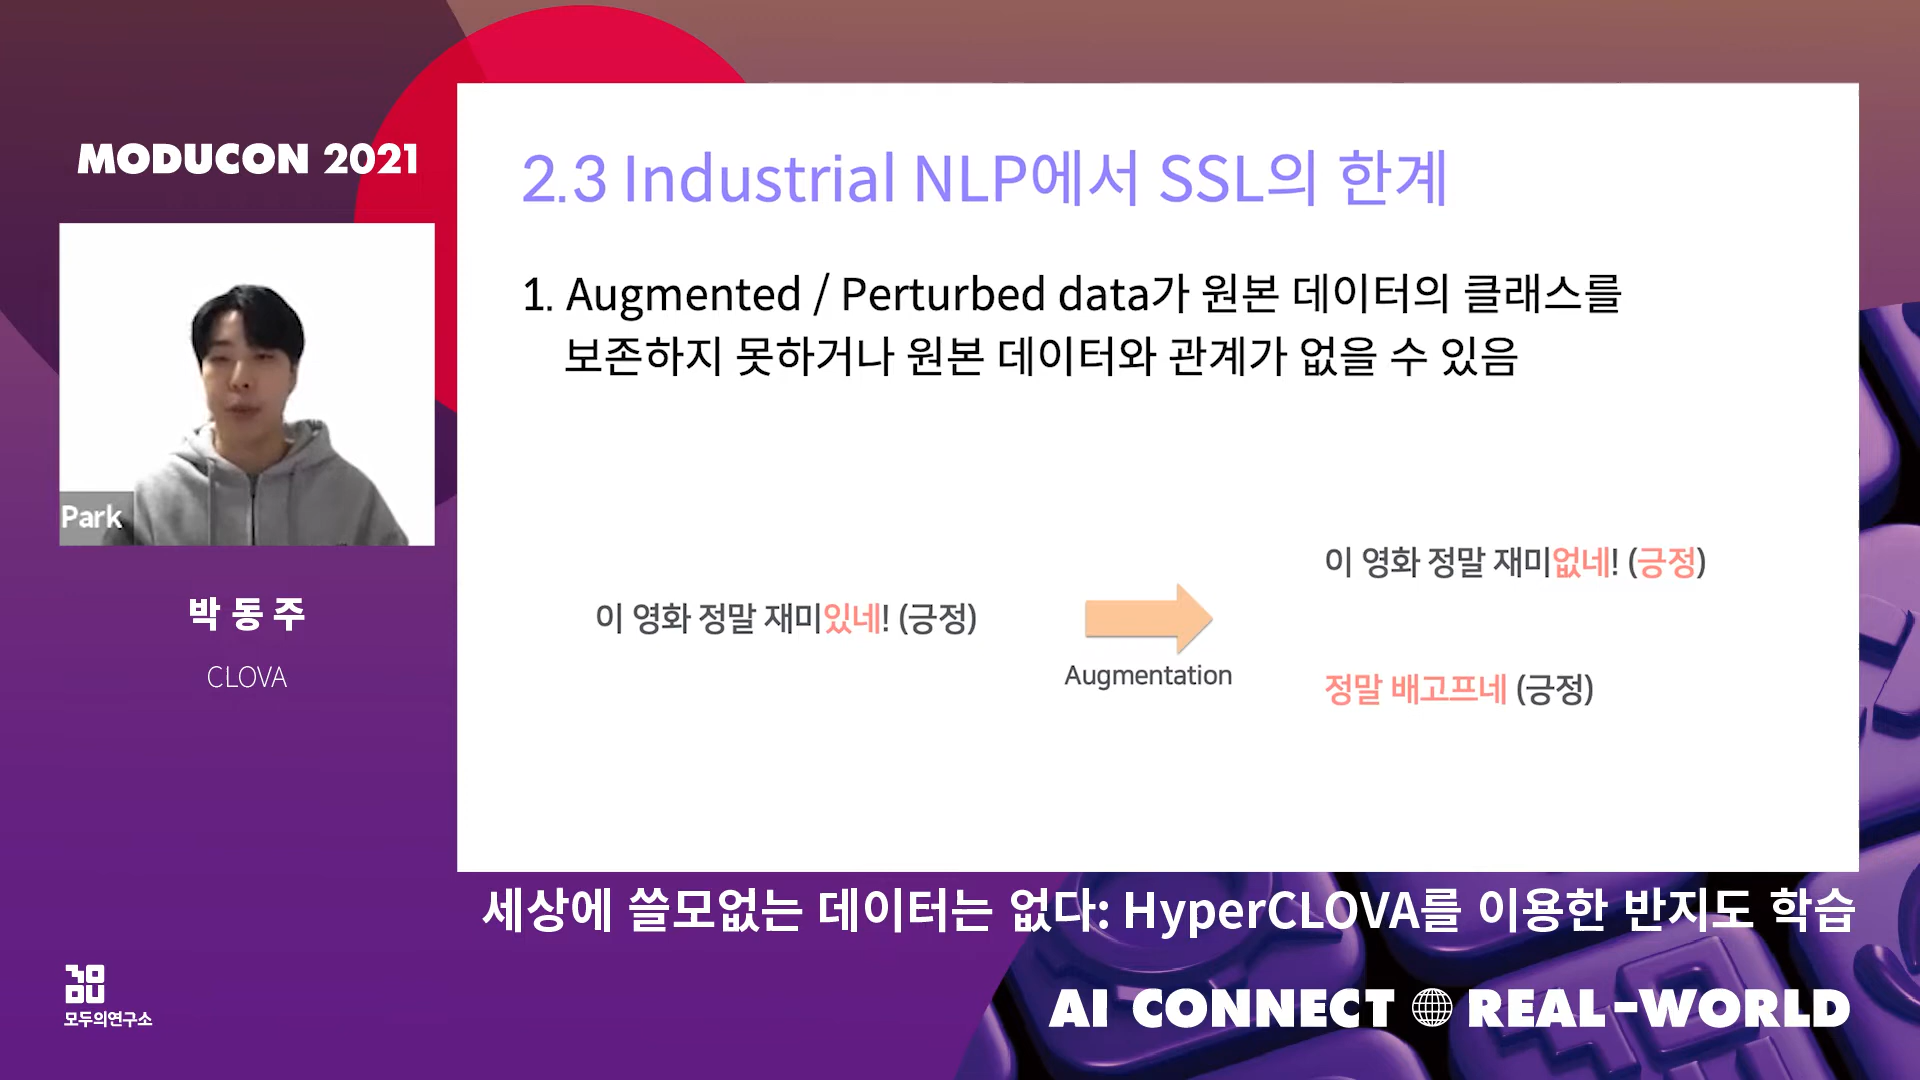 MODUCON 2021
Park
박동주
CLOVA
2.3 Industrial NLP에서 SSL의 한계
1. Augmented / Perturbed data가 원본 데이터의 클래스를
보존하지 못하거나 원본 데이터와 관계가 없을 수 있음
이 영화 정말 재미있네! (긍정)
Augmentation
이 영화 정말 재미없네! (긍정)
정말 배고프네 (긍정)
세상에 쓸모없는 데이터는 없다: HyperCLOVA를 이용한 반지도 학습
모두의연구소
AI CONNECT REAL-WORLD